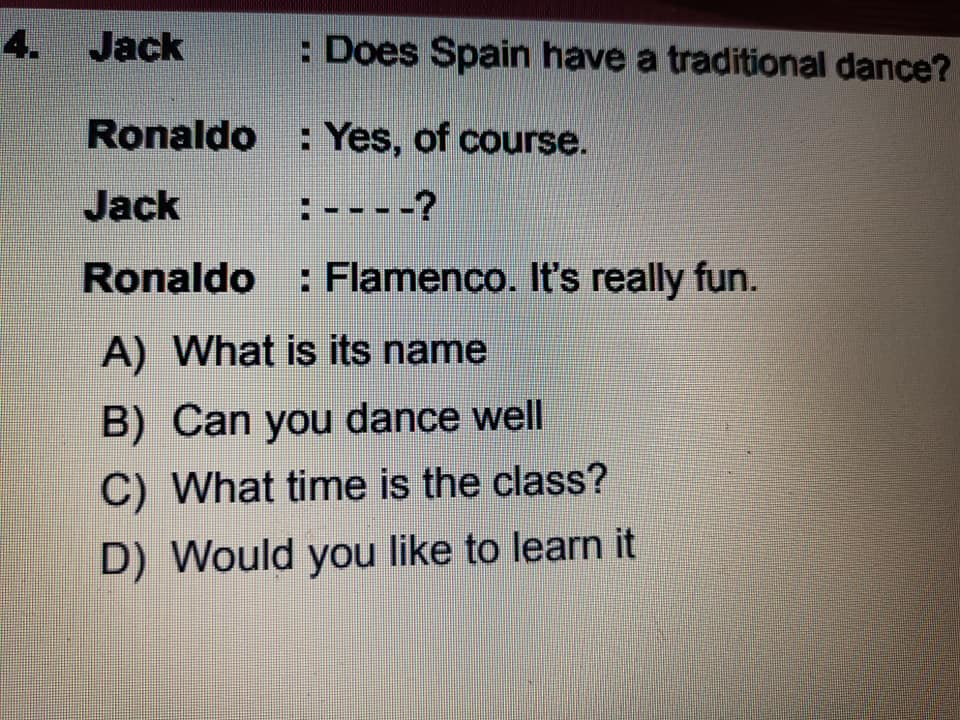 4. Jack : Does Spain have a traditional dance?
Ronaldo : Yes, of course.
Jack : - - - -?
Ronaldo : Flamenco. It's really fun.
A) What is its name
B) Can you dance well
C) What time is the class?
D) Would you like to learn it